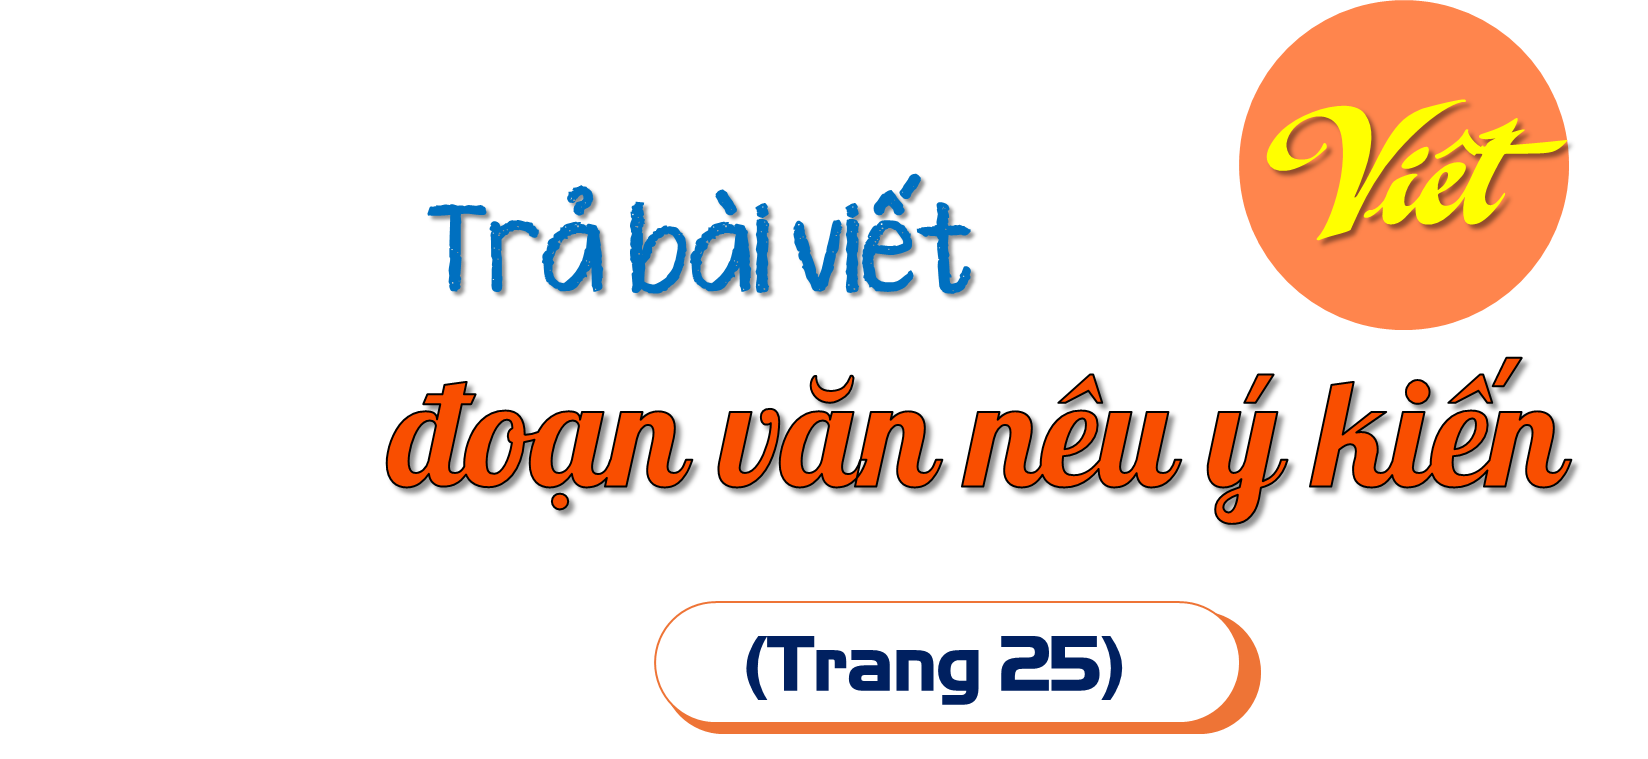 Viết
Trả bài viết
đoạn văn nêu ý kiến
(Trang 25)